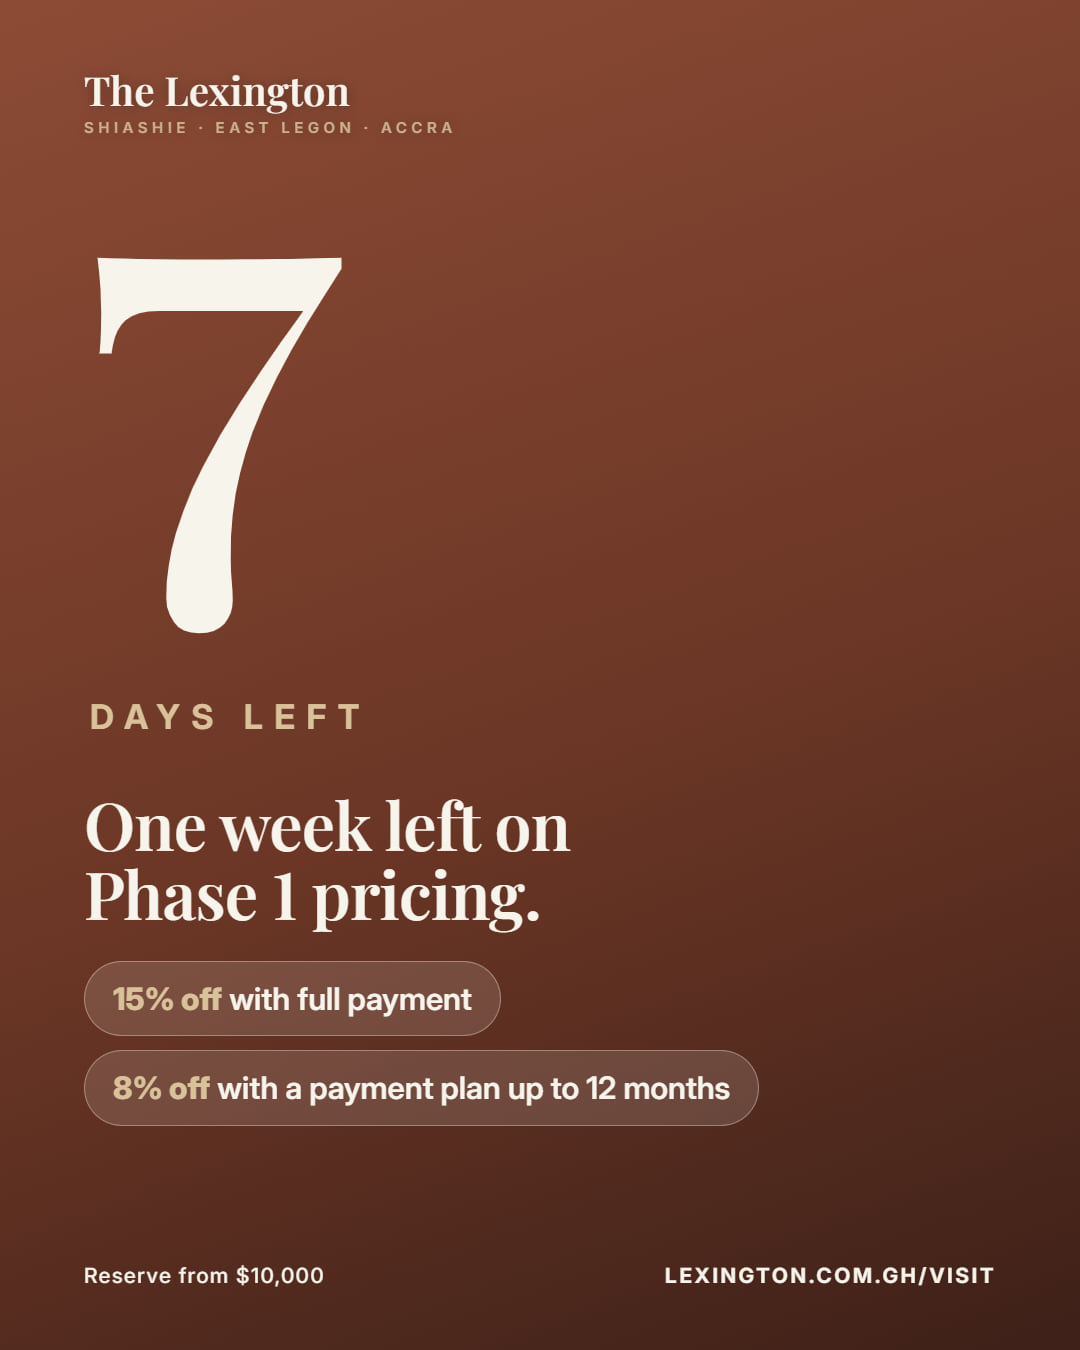 The Lexington
SHIASHIE · EAST LEGON · ACCRA
7
DAYS LEFT
One week left on
Phase 1 pricing.
15% off with full payment
8% off with a payment plan up to 12 months
Reserve from $10,000
LEXINGTON.COM.GH/VISIT